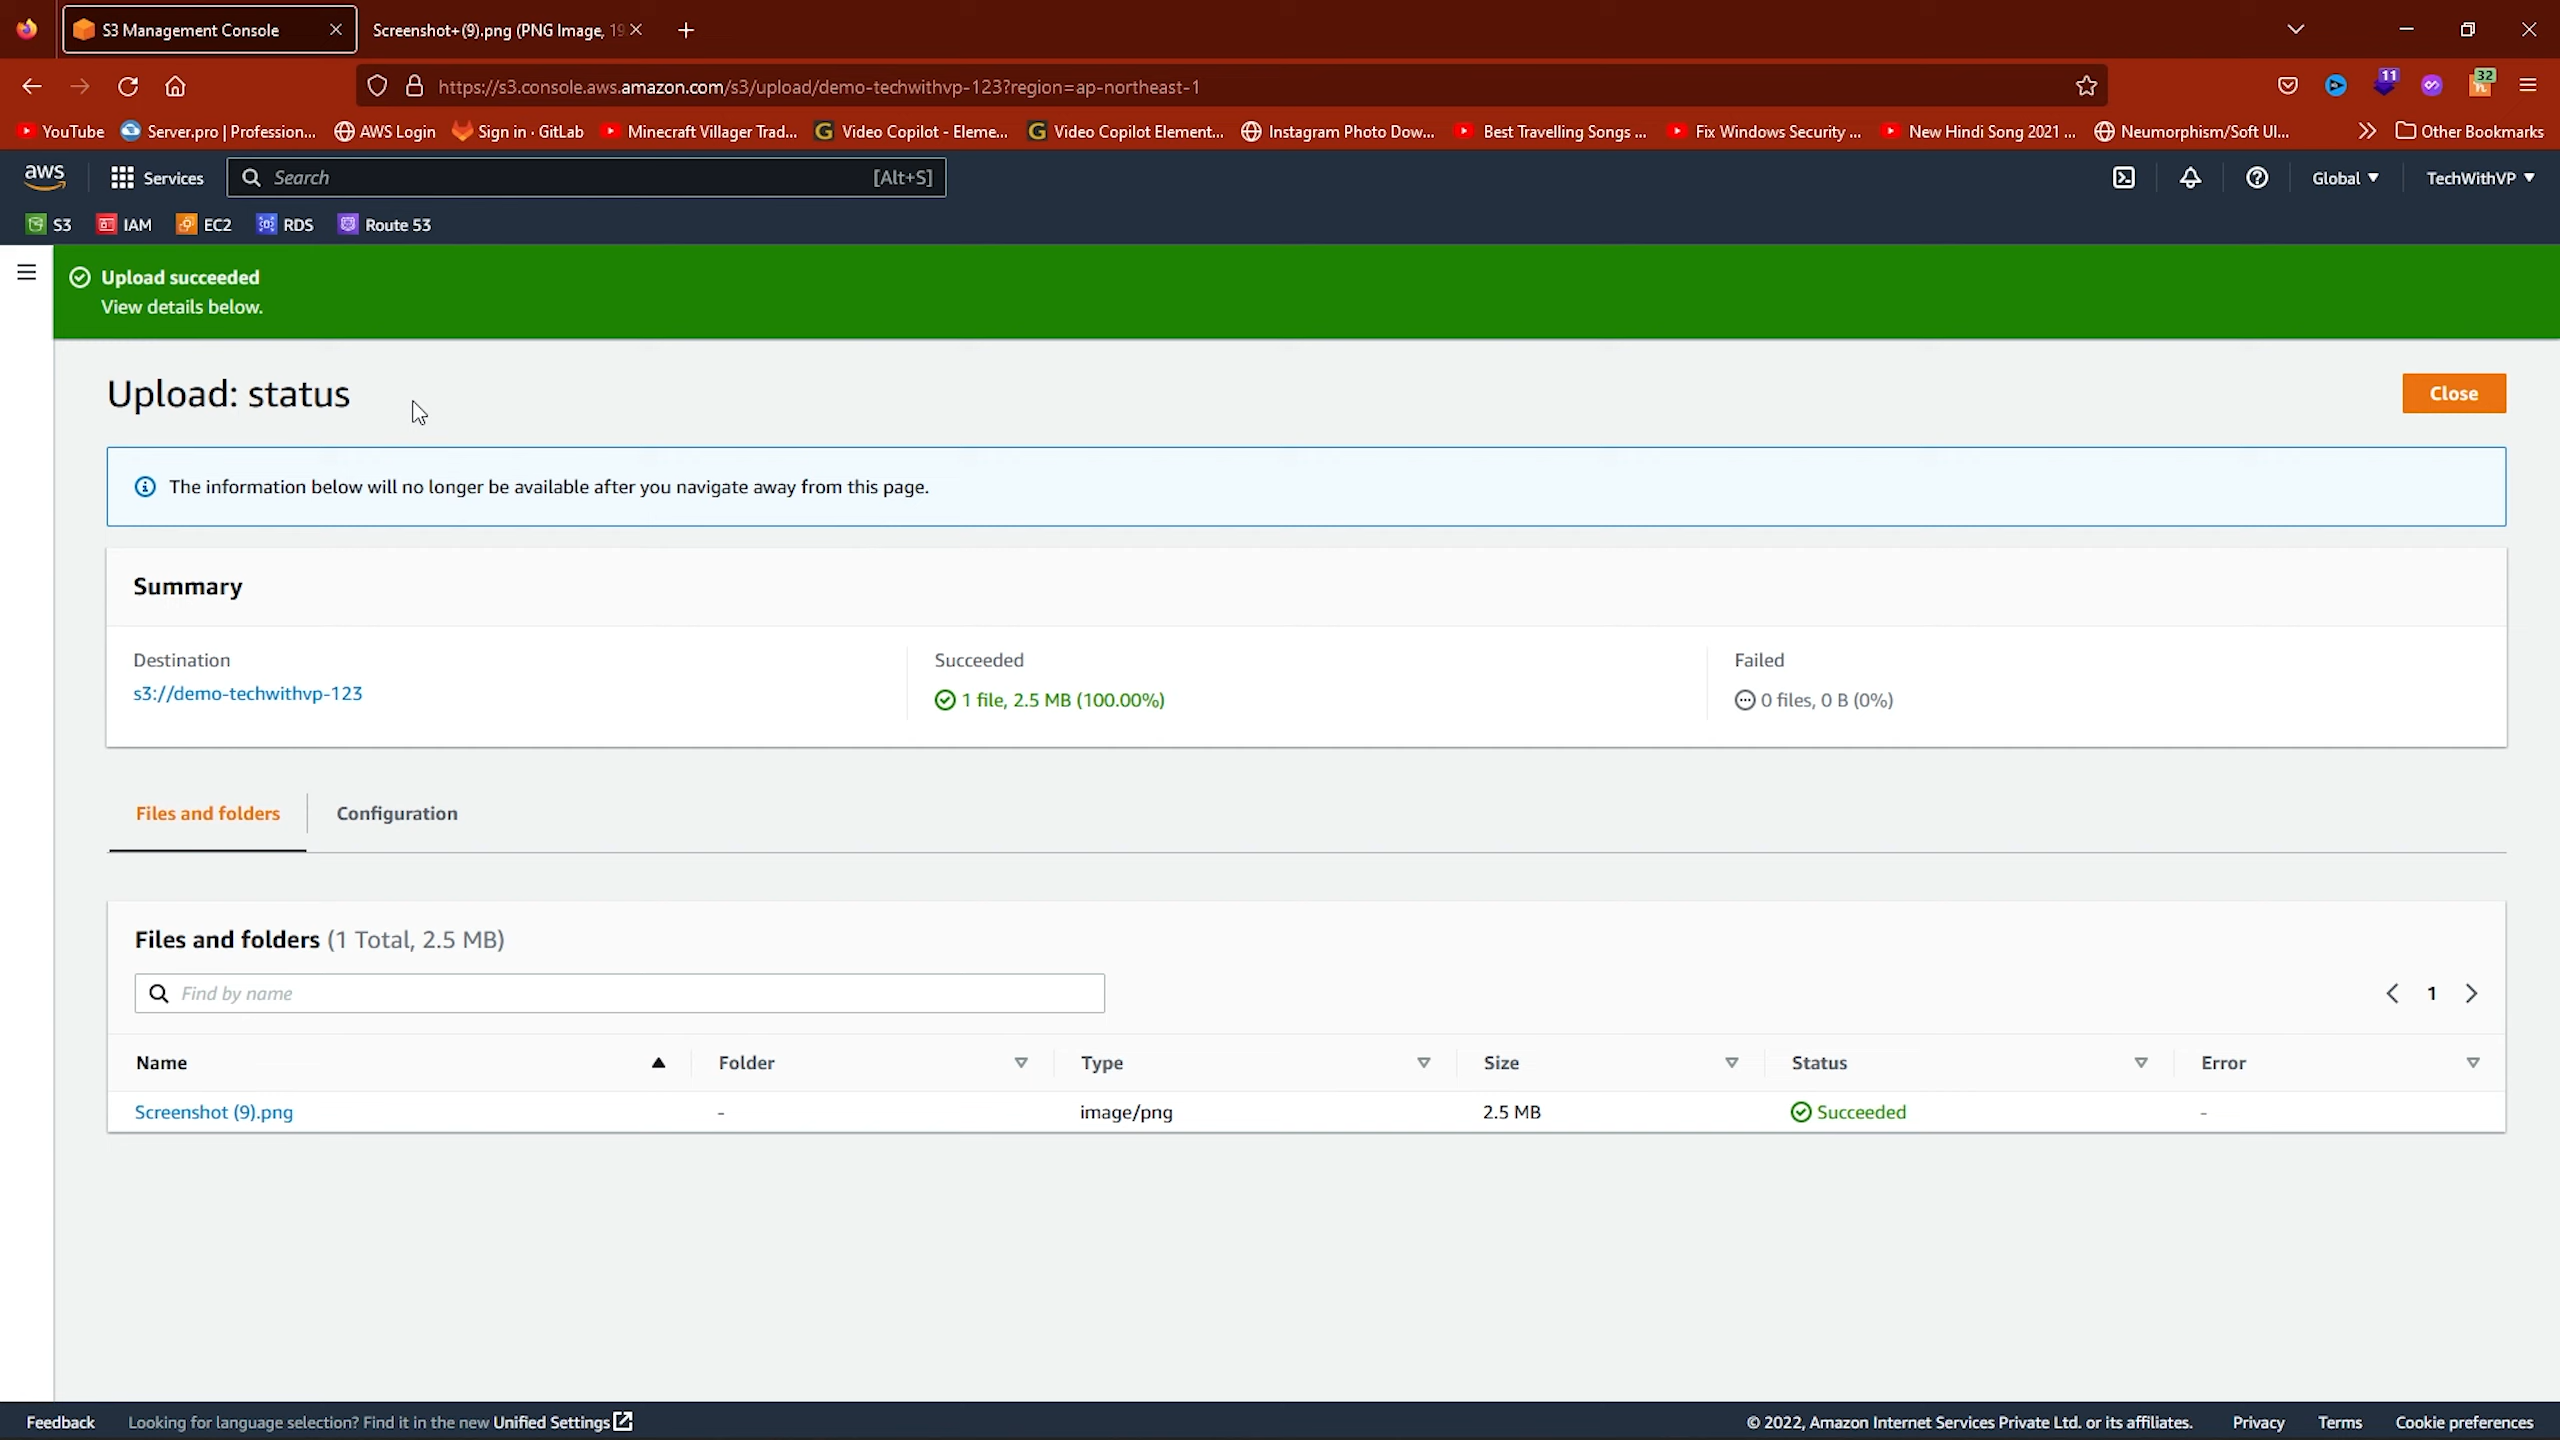 S3 Management Console
Screenshot+(9).png (PNG Image, 19
https://s3.console.aws.amazon.com/s3/upload/demo-techwithvp-123?region=ap-northeast-1
11
32
YouTube
Server.pro | Profession...
AWS Login
Sign in · GitLab
Minecraft Villager Trad...
Video Copilot - Eleme...
Video Copilot Element...
Instagram Photo Dow...
Best Travelling Songs ...
Fix Windows Security ...
New Hindi Song 2021 ...
Neumorphism/Soft UI...
Other Bookmarks
aws
Services
Search
[Alt+S]
Global
TechWithVP
S3
IAM
EC2
RDS
Route 53
Upload succeeded
View details below.
Upload: status
Close
The information below will no longer be available after you navigate away from this page.
Summary
Destination
s3://demo-techwithvp-123
Succeeded
1 file, 2.5 MB (100.00%)
Failed
0 files, 0 B (0%)
Files and folders
Configuration
Files and folders (1 Total, 2.5 MB)
Find by name
1
Name
Folder
Type
Size
Status
Error
Screenshot (9).png
-
image/png
2.5 MB
Succeeded
-
Feedback
Looking for language selection? Find it in the new Unified Settings
© 2022, Amazon Internet Services Private Ltd. or its affiliates.
Privacy
Terms
Cookie preferences